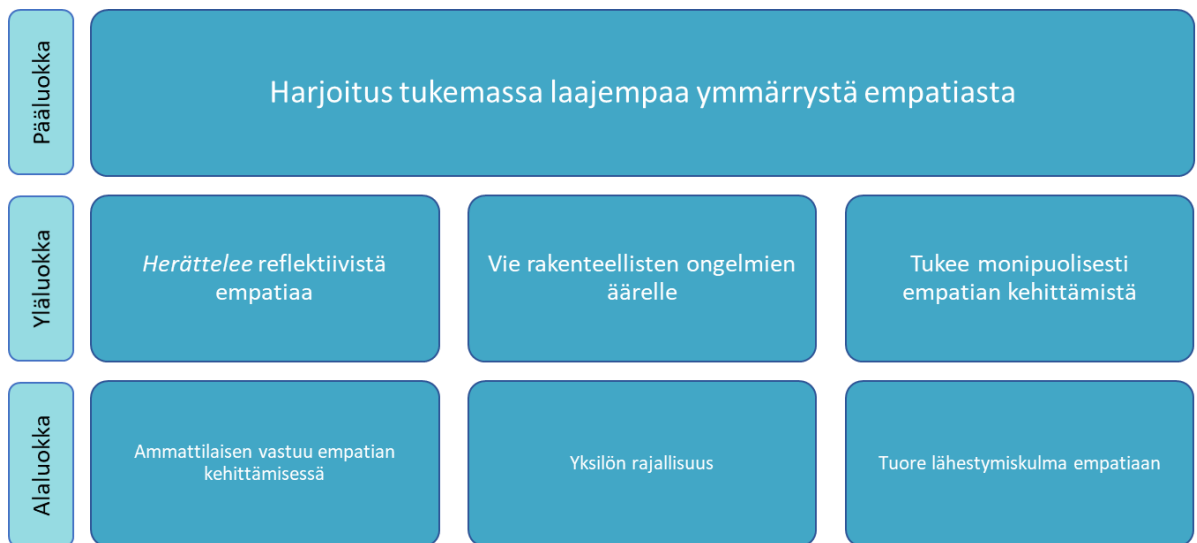 Pääluokka
Harjoitus tukemassa laajempaa ymmärrystä empatiasta
Yläluokka
Herättelee reflektiivistä
empatiaa
Vie rakenteellisten ongelmien
äärelle
Tukee monipuolisesti
empatian kehittämistä
Alaluokka
Ammattilaisen vastuu empatian
kehittämisessä
Yksilön rajallisuus
Tuore lähestymiskulma empatiaan